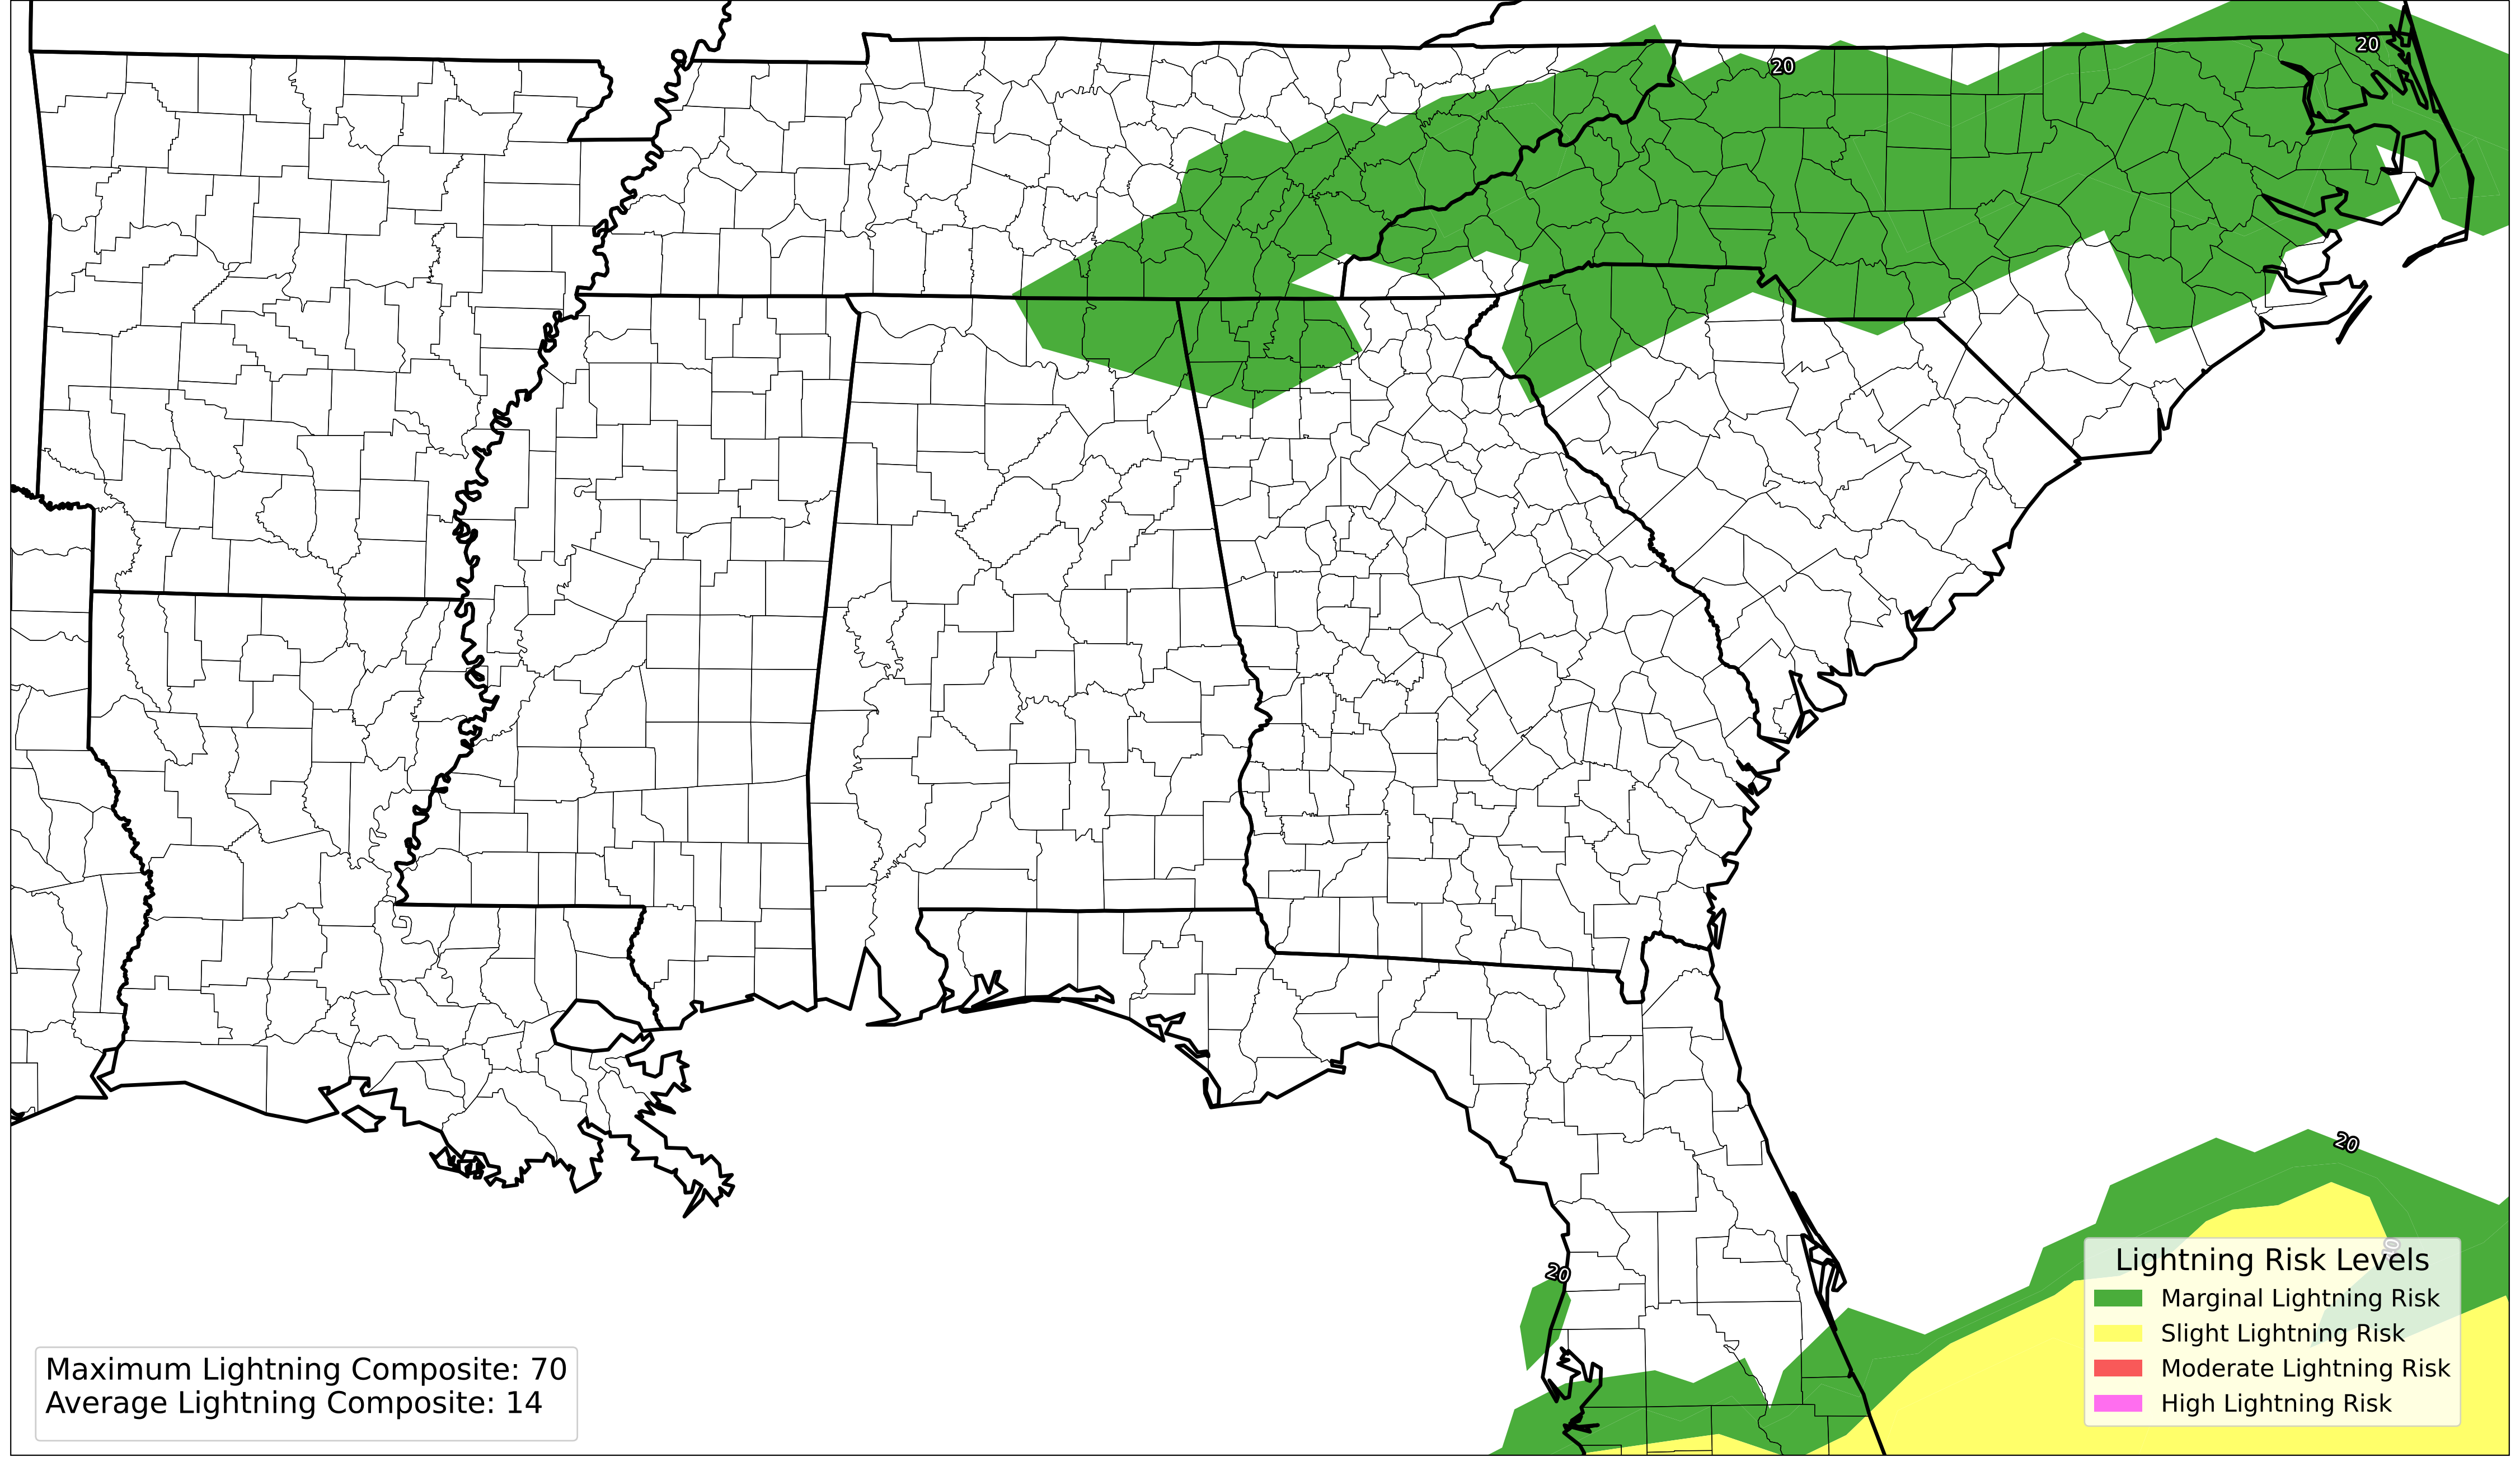 20
20
20
20
Lightning Risk Levels
Marginal Lightning Risk
Slight Lightning Risk
Moderate Lightning Risk
High Lightning Risk
Maximum Lightning Composite: 70
Average Lightning Composite: 14